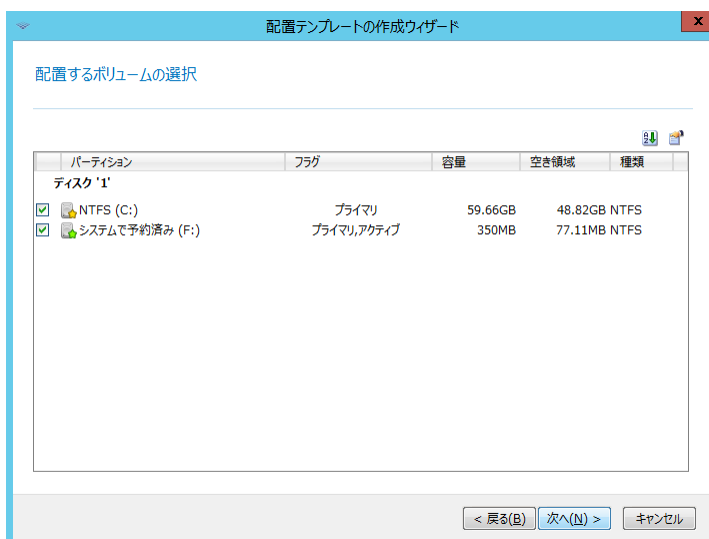 配置テンプレートの作成ウィザード
x
配置するボリュームの選択
パーティション フラグ 容量 空き領域 種類
ディスク '1'
NTFS (C:) プライマリ 59.66GB 48.82GB NTFS
システムで予約済み (F:) プライマリ,アクティブ 350MB 77.11MB NTFS
< 戻る(B) 次へ(N) > キャンセル